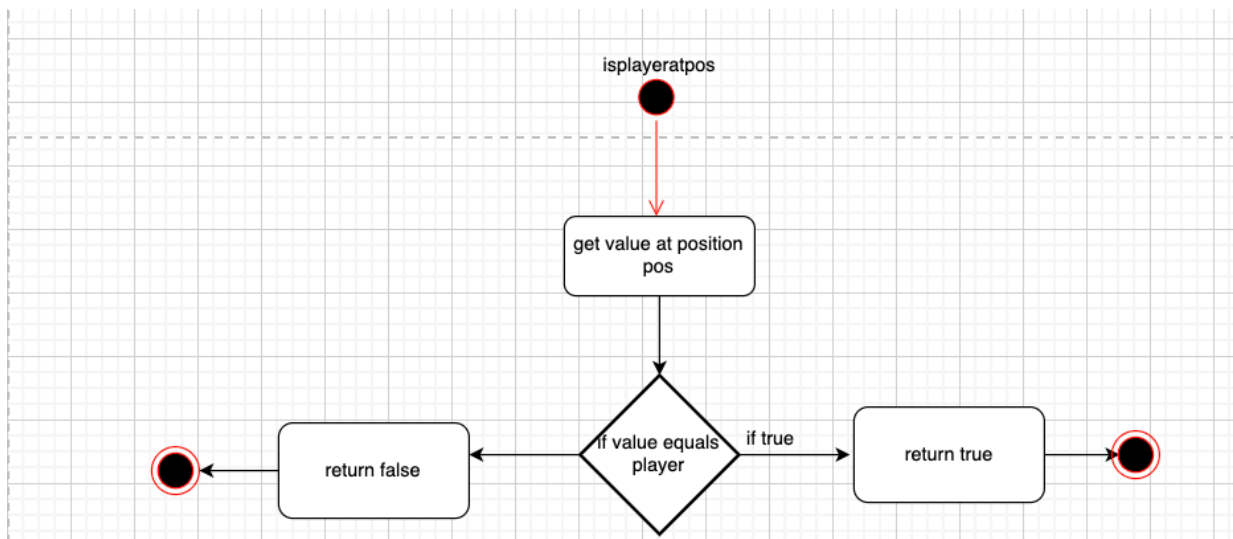 isplayeratpos
get value at position
pos
if value equals
player
if true
return true
return false